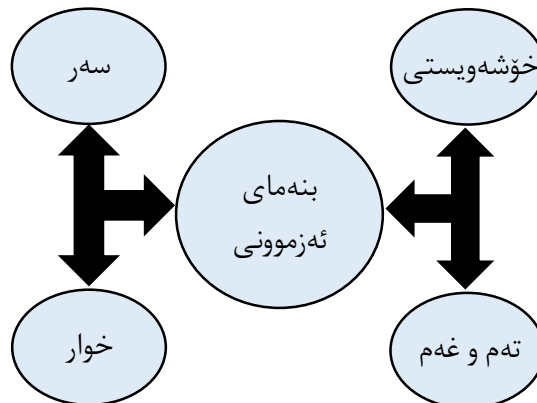 خۆشەویستی
سەر
بنەمای
ئەزموونی
تەم و غەم
خوار